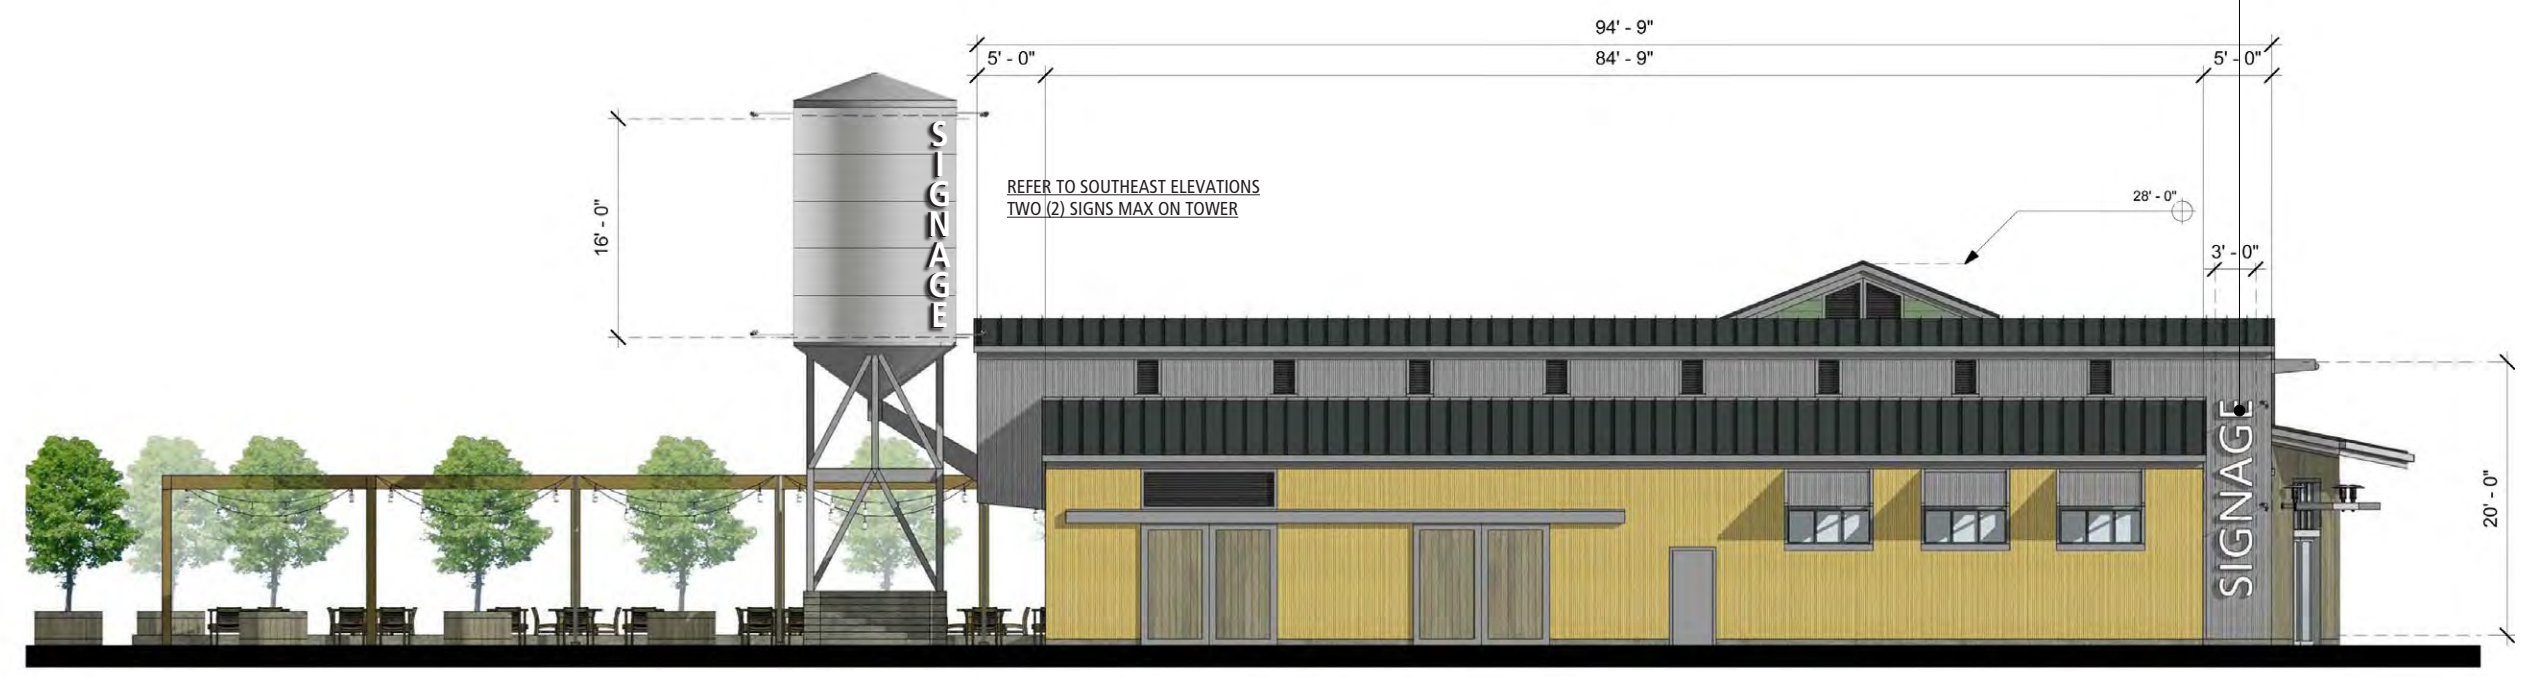 94' - 9"
5' - 0"
84' - 9"
5' - 0"
SIGNAGE
16' - 0"
REFER TO SOUTHEAST ELEVATIONS
TWO (2) SIGNS MAX ON TOWER
28' - 0"
3' - 0"
SIGNAGE
20' - 0"